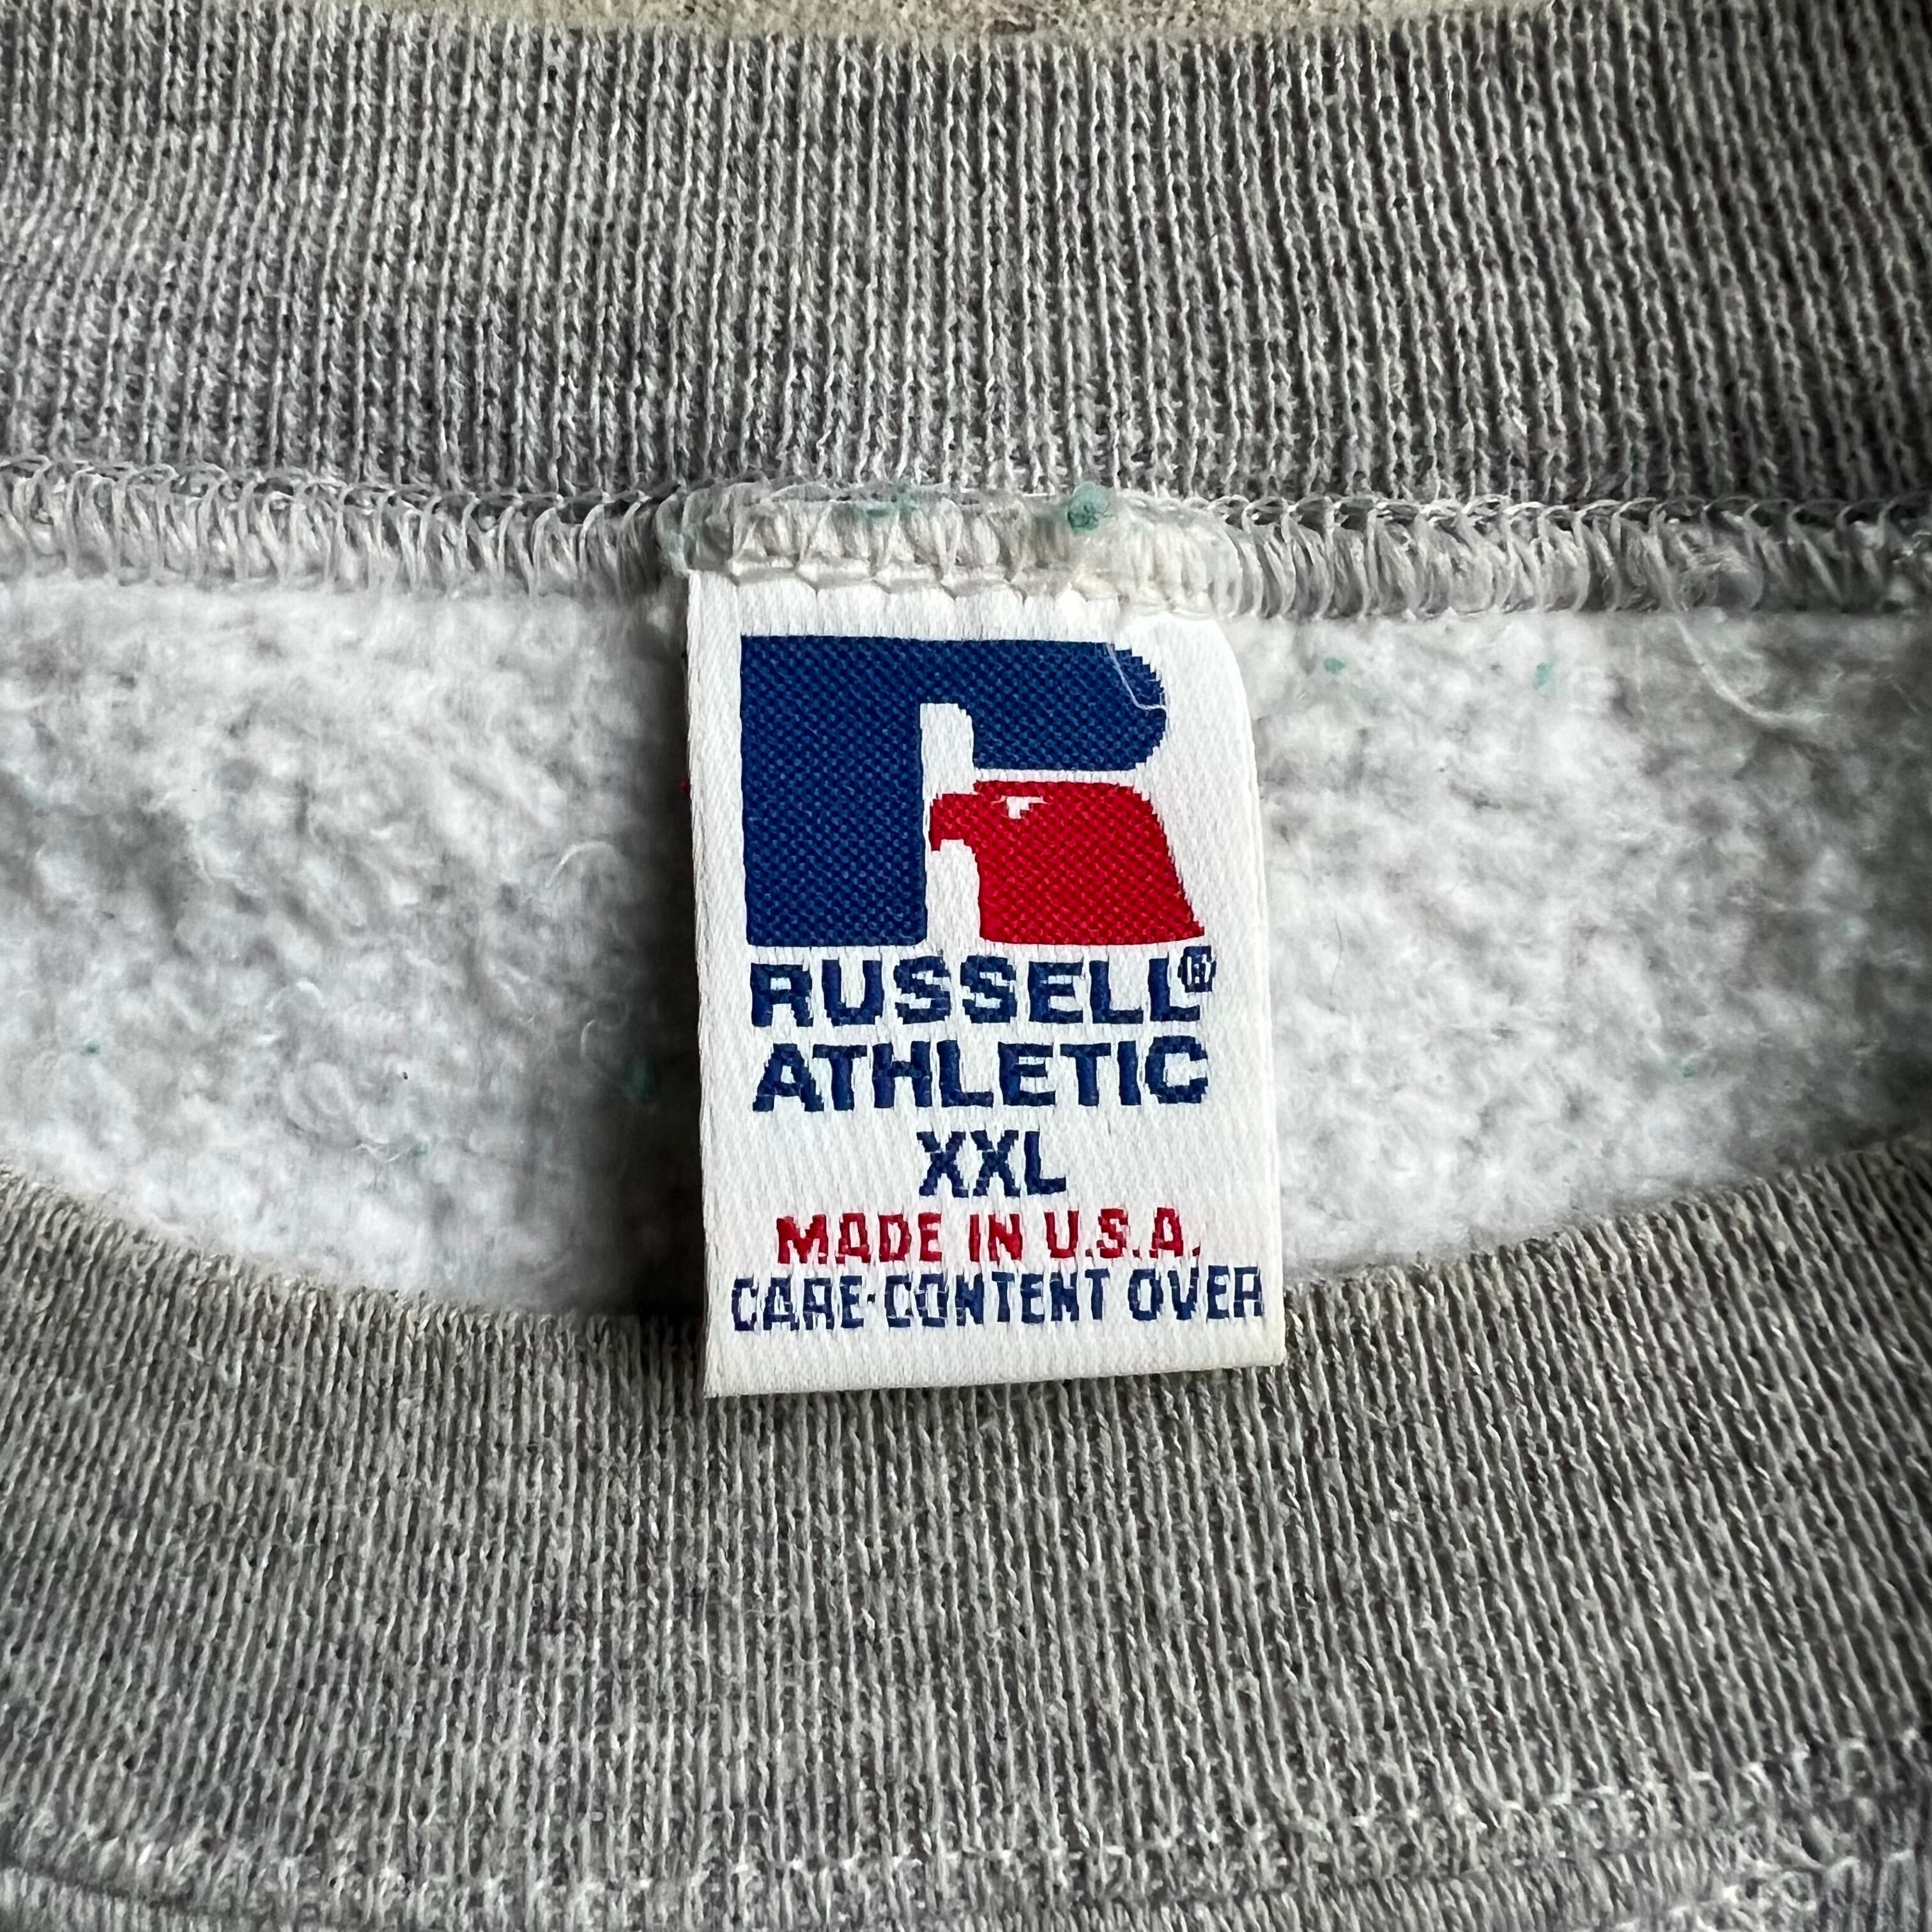 RUSSELL®
ATHLETIC
XXL
MADE IN U.S.A.
CARE·CONTENT OVER